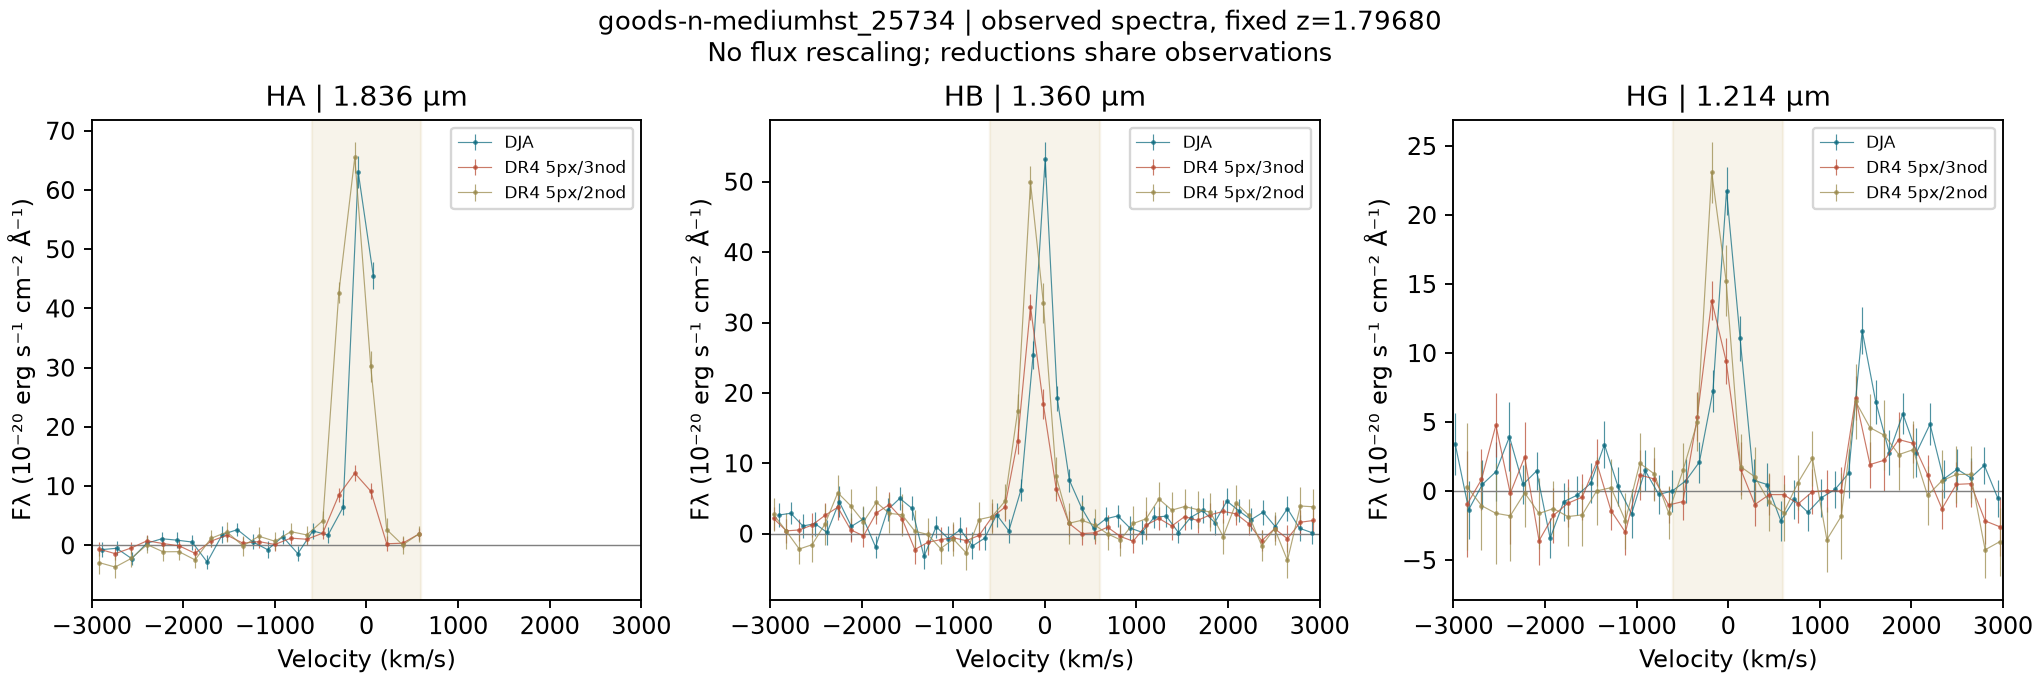 goods-n-mediumhst_25734 | observed spectra, fixed z=1.79680
No flux rescaling; reductions share observations
HA | 1.836 μm
Fλ (10⁻²⁰ erg s⁻¹ cm⁻² Å⁻¹)
70
60
50
40
30
20
10
0
DJA
DR4 5px/3nod
DR4 5px/2nod
−3000 −2000 −1000 0 1000 2000 3000
Velocity (km/s)
HB | 1.360 μm
Fλ (10⁻²⁰ erg s⁻¹ cm⁻² Å⁻¹)
50
40
30
20
10
0
DJA
DR4 5px/3nod
DR4 5px/2nod
−3000 −2000 −1000 0 1000 2000 3000
Velocity (km/s)
HG | 1.214 μm
Fλ (10⁻²⁰ erg s⁻¹ cm⁻² Å⁻¹)
25
20
15
10
5
0
−5
DJA
DR4 5px/3nod
DR4 5px/2nod
−3000 −2000 −1000 0 1000 2000 3000
Velocity (km/s)